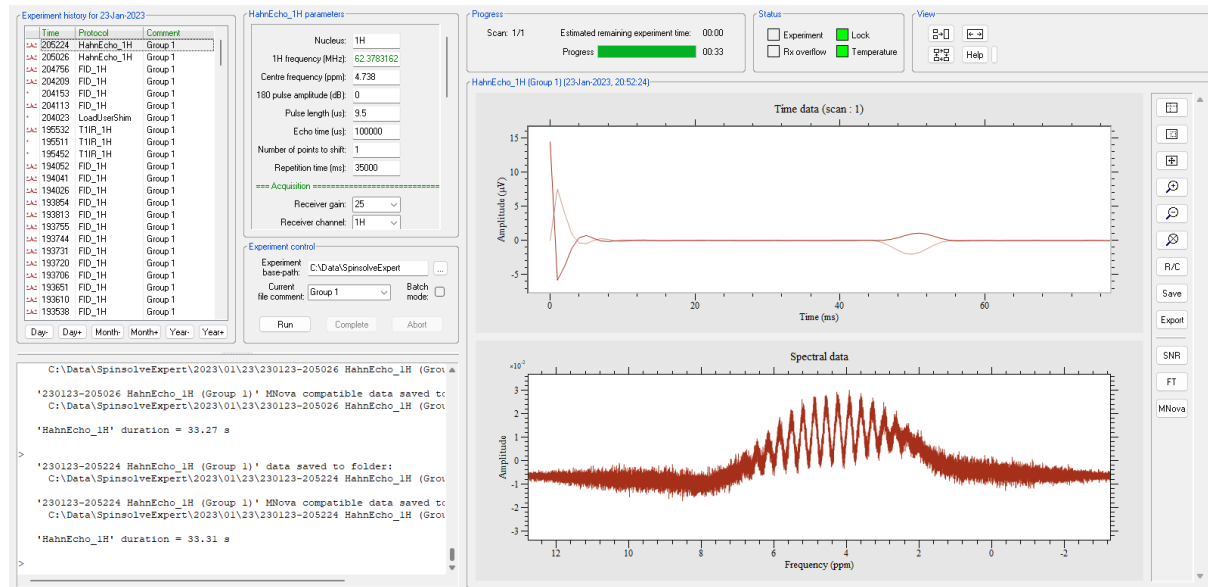 Experiment history for 23-Jan-2023
Time Protocol Comment
205224 HahnEcho_1H Group 1
205026 HahnEcho_1H Group 1
204756 FID_1H Group 1
204209 FID_1H Group 1
204153 FID_1H Group 1
204113 FID_1H Group 1
204023 LoadUserShim Group 1
195532 T1IR_1H Group 1
195511 T1IR_1H Group 1
195452 T1IR_1H Group 1
194052 FID_1H Group 1
194041 FID_1H Group 1
194026 FID_1H Group 1
193854 FID_1H Group 1
193813 FID_1H Group 1
193755 FID_1H Group 1
193744 FID_1H Group 1
193731 FID_1H Group 1
193720 FID_1H Group 1
193706 FID_1H Group 1
193651 FID_1H Group 1
193610 FID_1H Group 1
193538 FID_1H Group 1
Day- Day+ Month- Month+ Year- Year+
HahnEcho_1H parameters
Nucleus: 1H
1H frequency (MHz): 62.3783162
Centre frequency (ppm): 4.738
180 pulse amplitude (dB): 0
Pulse length (us): 9.5
Echo time (us): 100000
Number of points to shift: 1
Repetition time (ms): 35000
=== Acquisition ==========================
Receiver gain: 25
Receiver channel: 1H
Experiment control
Experiment base-path: C:\Data\SpinsolveExpert ...
Current file comment: Group 1 Batch mode:
Run Complete Abort
Progress
Scan: 1/1 Estimated remaining experiment time: 00:00
Progress 00:33
Status
Experiment Lock
Rx overflow Temperature
View
Help
HahnEcho_1H (Group 1) (23-Jan-2023, 20:52:24)
Time data (scan : 1)
Amplitude (µV)
15
10
5
0
-5
0 20 40 60
Time (ms)
Spectral data
×10⁻²
Amplitude
3
2
1
0
-1
-2
-3
12 10 8 6 4 2 0 -2
Frequency (ppm)
R/C
Save
Export
SNR
FT
MNova
C:\Data\SpinsolveExpert\2023\01\23\230123-205026 HahnEcho_1H (Grou
'230123-205026 HahnEcho_1H (Group 1)' MNova compatible data saved to
C:\Data\SpinsolveExpert\2023\01\23\230123-205026 HahnEcho_1H (Grou
'HahnEcho_1H' duration = 33.27 s
>
'230123-205224 HahnEcho_1H (Group 1)' data saved to folder:
C:\Data\SpinsolveExpert\2023\01\23\230123-205224 HahnEcho_1H (Grou
'230123-205224 HahnEcho_1H (Group 1)' MNova compatible data saved to
C:\Data\SpinsolveExpert\2023\01\23\230123-205224 HahnEcho_1H (Grou
'HahnEcho_1H' duration = 33.31 s
>